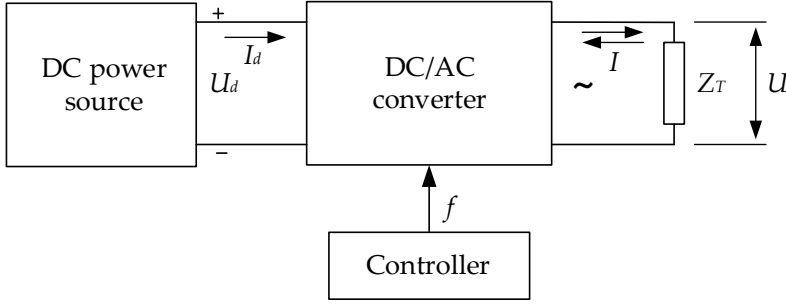 DC power
source
+
I_d
U_d
−
DC/AC
converter
~
I
Z_T
U
f
Controller